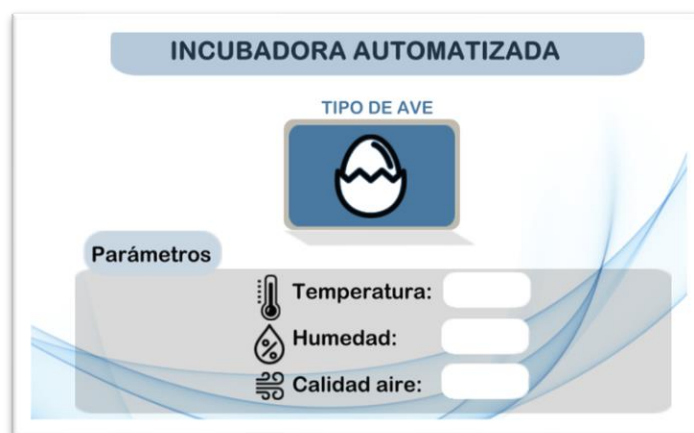 INCUBADORA AUTOMATIZADA
TIPO DE AVE
Parámetros
Temperatura:
%
Humedad:
Calidad aire: